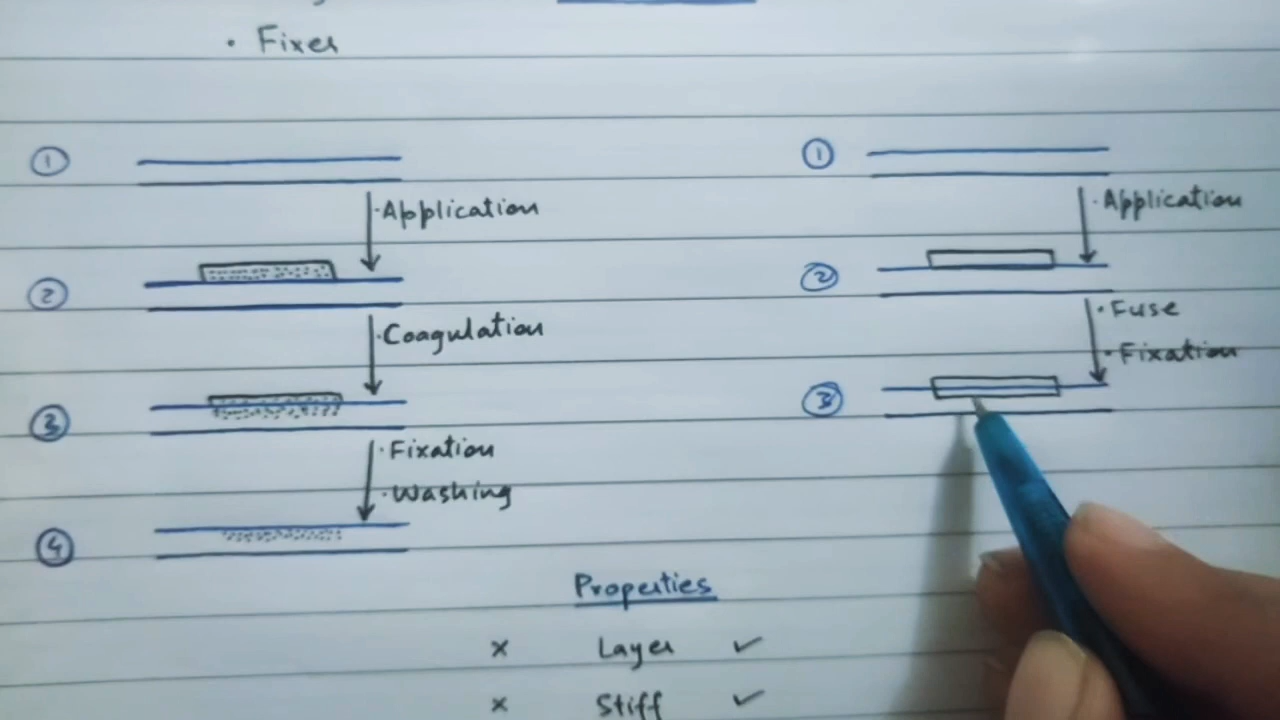 • Fixer
① ①
• Application • Application
② ②
• Coagulation • Fuse
• Fixation
③ ③
• Fixation
• Washing
④
Properties
× Layer ✓
× Stiff ✓